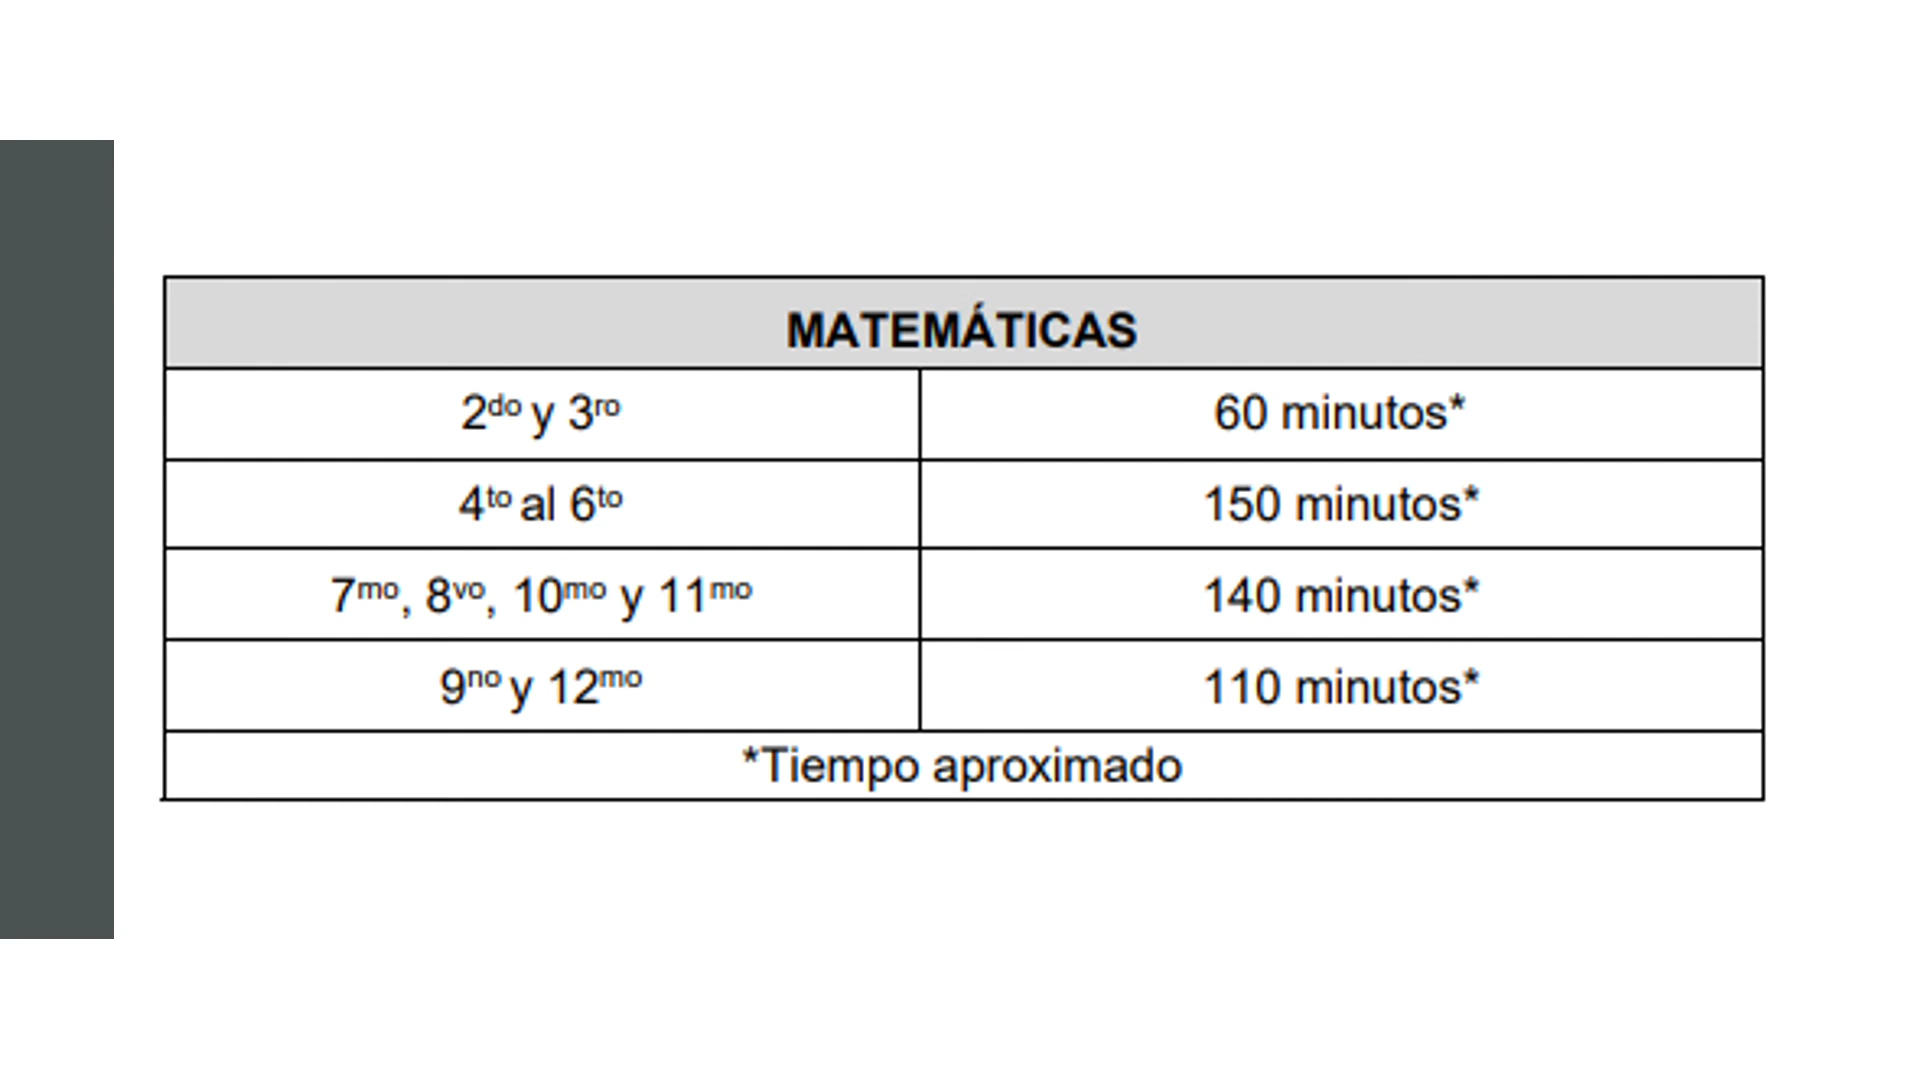 MATEMÁTICAS
2do y 3ro 60 minutos*
4to al 6to 150 minutos*
7mo, 8vo, 10mo y 11mo 140 minutos*
9no y 12mo 110 minutos*
*Tiempo aproximado